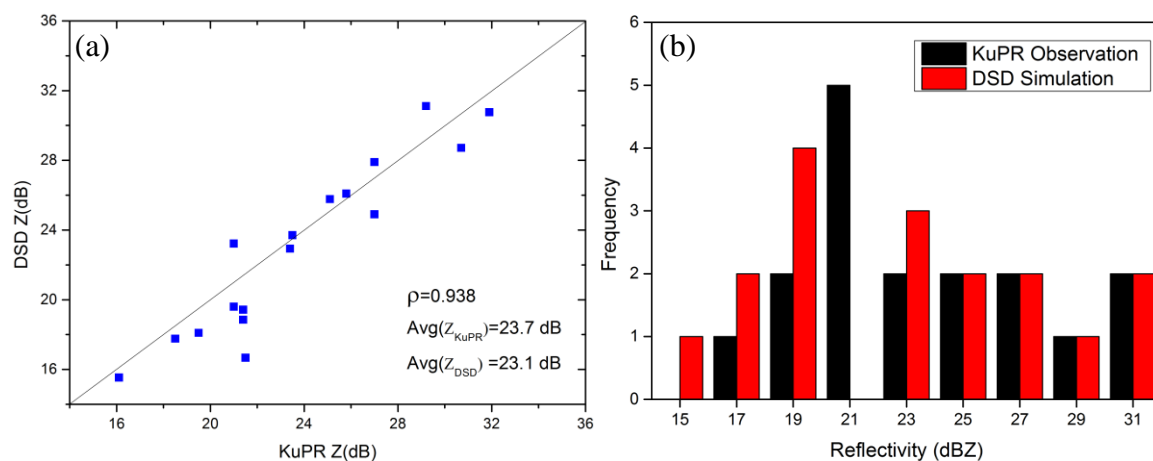 (a)
36
32
28
24
20
16
DSD Z(dB)
ρ=0.938
Avg(Z_KuPR)=23.7 dB
Avg(Z_DSD) =23.1 dB
16 20 24 28 32 36
KuPR Z(dB)
(b)
KuPR Observation
DSD Simulation
6
5
4
3
2
1
0
Frequency
15 17 19 21 23 25 27 29 31
Reflectivity (dBZ)